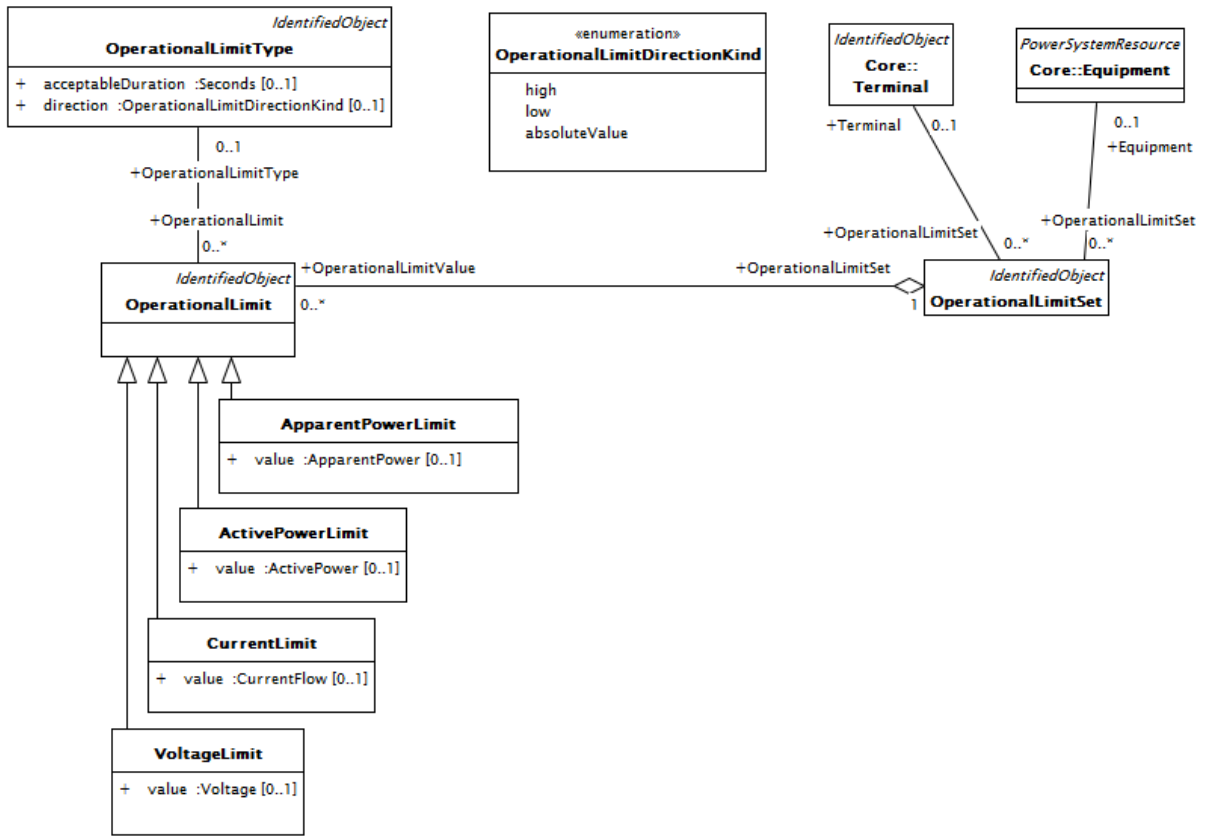 IdentifiedObject
OperationalLimitType
+ acceptableDuration :Seconds [0..1]
+ direction :OperationalLimitDirectionKind [0..1]
«enumeration»
OperationalLimitDirectionKind
high
low
absoluteValue
IdentifiedObject
Core::
Terminal
PowerSystemResource
Core::Equipment
+Terminal
0..1
0..1
+Equipment
0..1
+OperationalLimitType
+OperationalLimit
0..*
+OperationalLimitSet
0..*
+OperationalLimitSet
0..*
+OperationalLimitValue
0..*
+OperationalLimitSet
1
IdentifiedObject
OperationalLimit
IdentifiedObject
OperationalLimitSet
ApparentPowerLimit
+ value :ApparentPower [0..1]
ActivePowerLimit
+ value :ActivePower [0..1]
CurrentLimit
+ value :CurrentFlow [0..1]
VoltageLimit
+ value :Voltage [0..1]